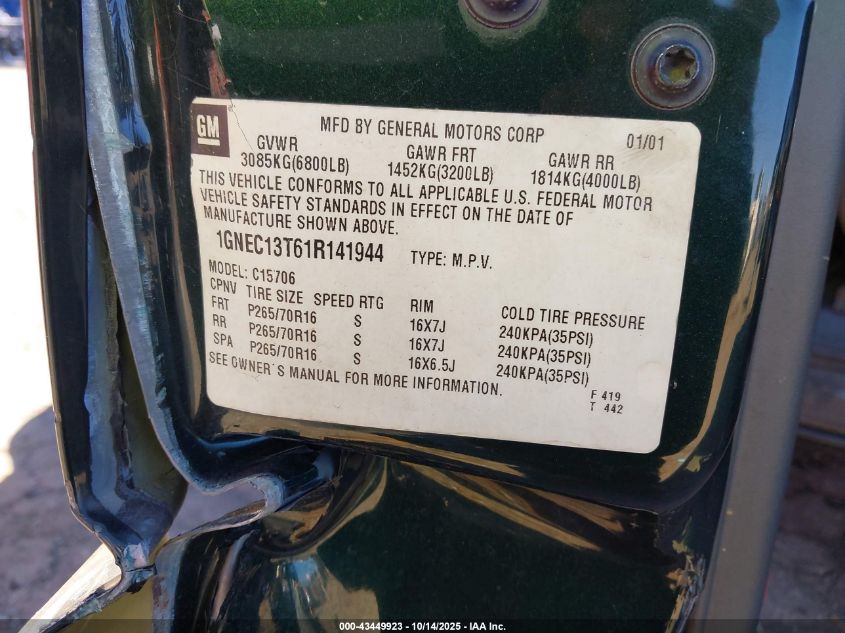 GM
MFD BY GENERAL MOTORS CORP 01/01
GVWR GAWR FRT GAWR RR
3085KG(6800LB) 1452KG(3200LB) 1814KG(4000LB)
THIS VEHICLE CONFORMS TO ALL APPLICABLE U.S. FEDERAL MOTOR
VEHICLE SAFETY STANDARDS IN EFFECT ON THE DATE OF
MANUFACTURE SHOWN ABOVE.
1GNEC13T61R141944 TYPE: M.P.V.
MODEL: C15706
CPNV TIRE SIZE SPEED RTG RIM COLD TIRE PRESSURE
FRT P265/70R16 S 16X7J 240KPA(35PSI)
RR P265/70R16 S 16X7J 240KPA(35PSI)
SPA P265/70R16 S 16X6.5J 240KPA(35PSI)
SEE OWNER'S MANUAL FOR MORE INFORMATION.
F 419
T 442
000-43449923 - 10/14/2025 - IAA Inc.